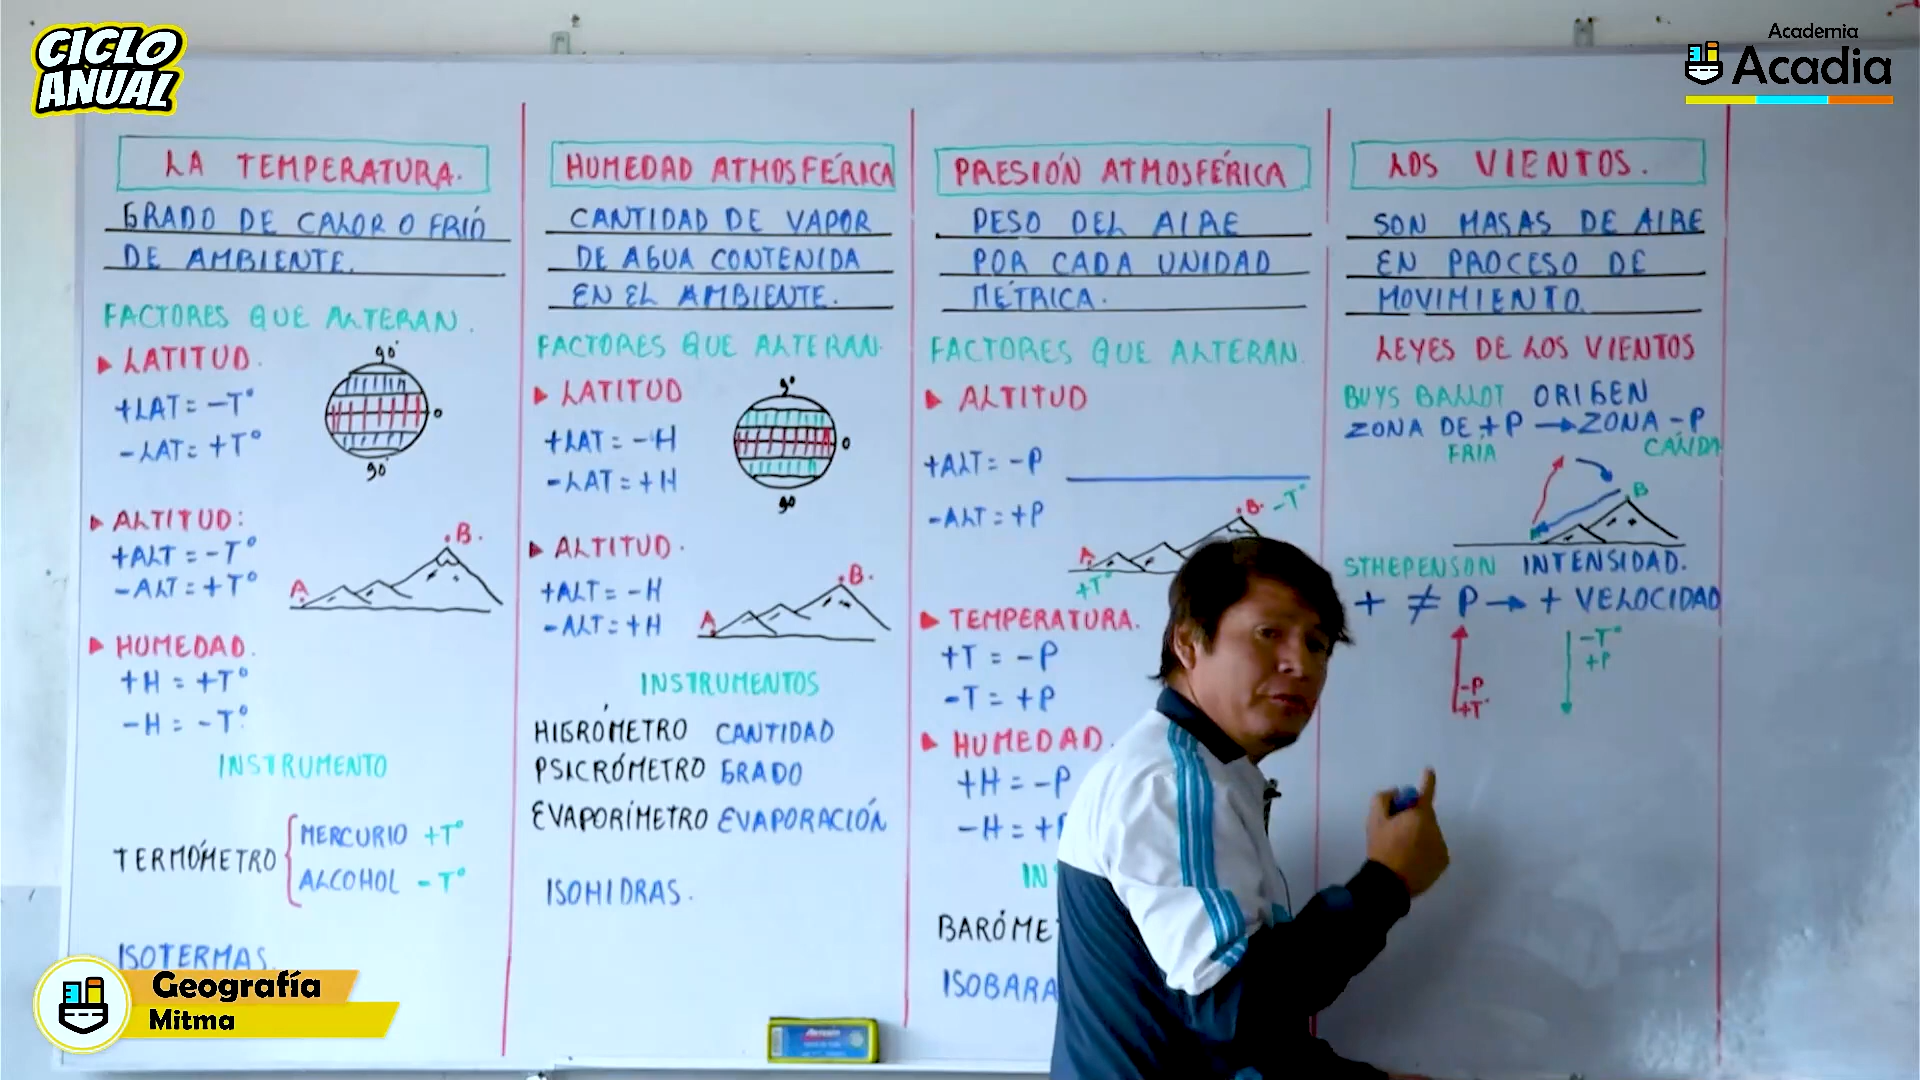 CICLO
ANUAL
Academia
Acadia
LA TEMPERATURA.
GRADO DE CALOR O FRIÓ
DE AMBIENTE.
FACTORES QUE ALTERAN.
LATITUD.
+LAT = -T°
-LAT = +T°
90°
0
90°
ALTITUD:
+ALT = -T°
-ALT = +T°
A
B.
HUMEDAD.
+H = +T°
-H = -T°
INSTRUMENTO
TERMÓMETRO
MERCURIO +T°
ALCOHOL -T°
ISOTERMAS.
HUMEDAD ATMOSFÉRICA
CANTIDAD DE VAPOR
DE AGUA CONTENIDA
EN EL AMBIENTE.
FACTORES QUE ALTERAN.
LATITUD
+LAT = -H
-LAT = +H
9°
0
90
ALTITUD.
+ALT = -H
-ALT = +H
A
B.
INSTRUMENTOS
HIGRÓMETRO CANTIDAD
PSICRÓMETRO GRADO
EVAPORÍMETRO EVAPORACIÓN
ISOHIDRAS.
PRESIÓN ATMOSFÉRICA
PESO DEL AIRE
POR CADA UNIDAD
MÉTRICA.
FACTORES QUE ALTERAN.
ALTITUD
+ALT = -P
-ALT = +P
B. -T°
A
+T°
TEMPERATURA.
+T = -P
-T = +P
HUMEDAD.
+H = -P
-H = +P
IN
BARÓME
ISOBARA
LOS VIENTOS.
SON MASAS DE AIRE
EN PROCESO DE
MOVIMIENTO.
LEYES DE LOS VIENTOS
BUYS BALLOT ORIGEN
ZONA DE +P → ZONA -P
FRÍA CALÍDA
B
STHEPENSON INTENSIDAD.
+ ≠ P → + VELOCIDAD
-P
+T°
-T°
+P
Geografía
Mitma